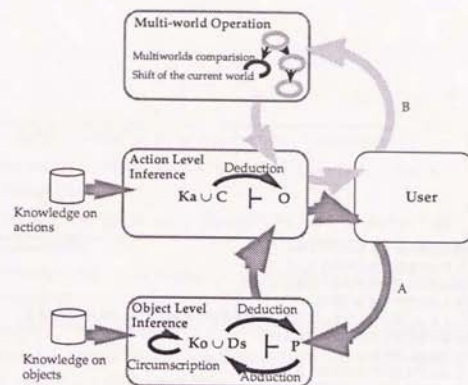 Multi-world Operation
Multiworlds comparision
Shift of the current world
B
Action Level
Inference
Deduction
Ka ∪ C ⊢ O
User
Knowledge on
actions
A
Object Level
Inference
Deduction
Ko ∪ Ds ⊢ P
Circumscription
Abduction
Knowledge on
objects